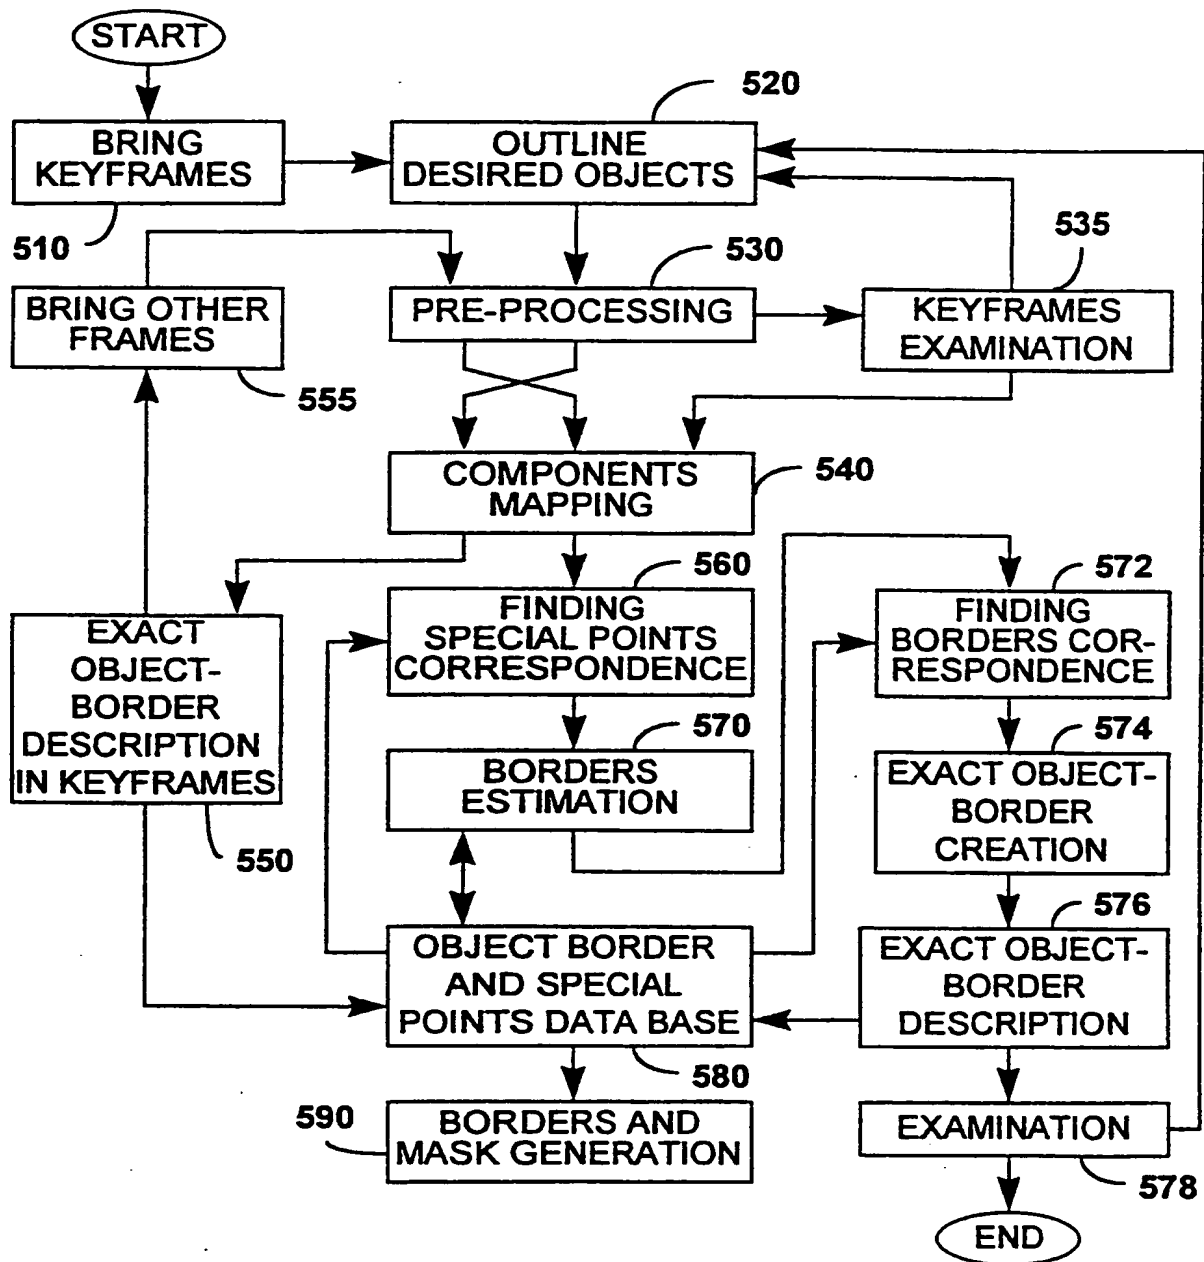 START
520
BRING
KEYFRAMES
OUTLINE
DESIRED OBJECTS
510
530
535
BRING OTHER
FRAMES
PRE-PROCESSING
KEYFRAMES
EXAMINATION
555
COMPONENTS
MAPPING
540
560
572
EXACT
OBJECT-
BORDER
DESCRIPTION
IN KEYFRAMES
FINDING
SPECIAL POINTS
CORRESPONDENCE
FINDING
BORDERS COR-
RESPONDENCE
570
574
550
BORDERS
ESTIMATION
EXACT OBJECT-
BORDER
CREATION
576
OBJECT BORDER
AND SPECIAL
POINTS DATA BASE
EXACT OBJECT-
BORDER
DESCRIPTION
580
590
BORDERS AND
MASK GENERATION
EXAMINATION
578
END